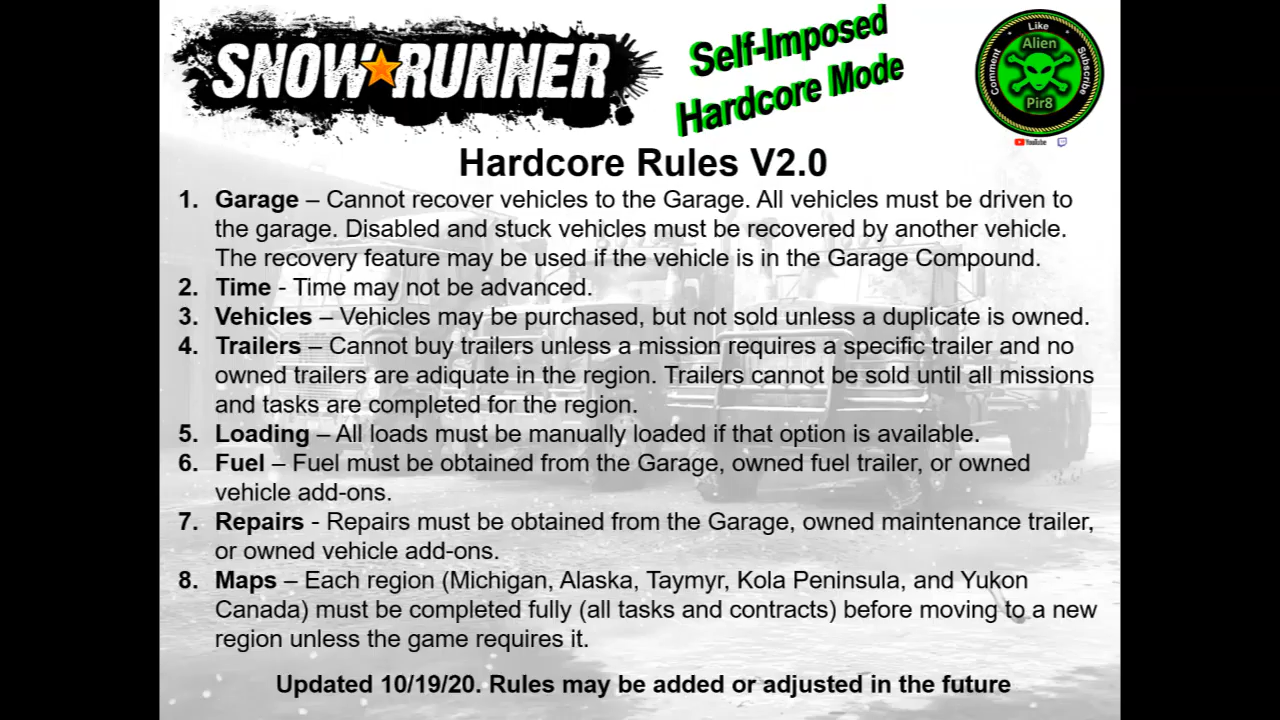 SNOW RUNNER
Self-Imposed
Hardcore Mode
Like
Comment
Subscribe
Alien
Pir8
YouTube
Hardcore Rules V2.0
1. Garage – Cannot recover vehicles to the Garage. All vehicles must be driven to
the garage. Disabled and stuck vehicles must be recovered by another vehicle.
The recovery feature may be used if the vehicle is in the Garage Compound.
2. Time - Time may not be advanced.
3. Vehicles – Vehicles may be purchased, but not sold unless a duplicate is owned.
4. Trailers – Cannot buy trailers unless a mission requires a specific trailer and no
owned trailers are adiquate in the region. Trailers cannot be sold until all missions
and tasks are completed for the region.
5. Loading – All loads must be manually loaded if that option is available.
6. Fuel – Fuel must be obtained from the Garage, owned fuel trailer, or owned
vehicle add-ons.
7. Repairs - Repairs must be obtained from the Garage, owned maintenance trailer,
or owned vehicle add-ons.
8. Maps – Each region (Michigan, Alaska, Taymyr, Kola Peninsula, and Yukon
Canada) must be completed fully (all tasks and contracts) before moving to a new
region unless the game requires it.
Updated 10/19/20. Rules may be added or adjusted in the future